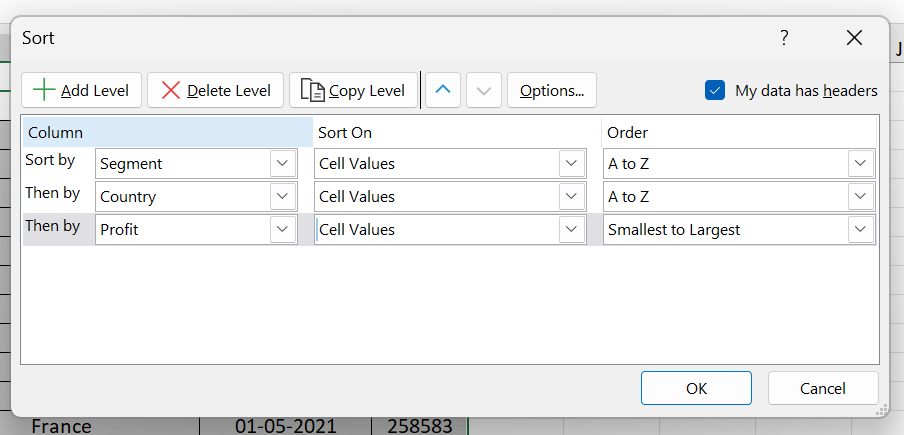 Sort ?
J
Add Level Delete Level Copy Level Options... My data has headers
Column Sort On Order
Sort by Segment Cell Values A to Z
Then by Country Cell Values A to Z
Then by Profit Cell Values Smallest to Largest
OK Cancel
France 01-05-2021 258583